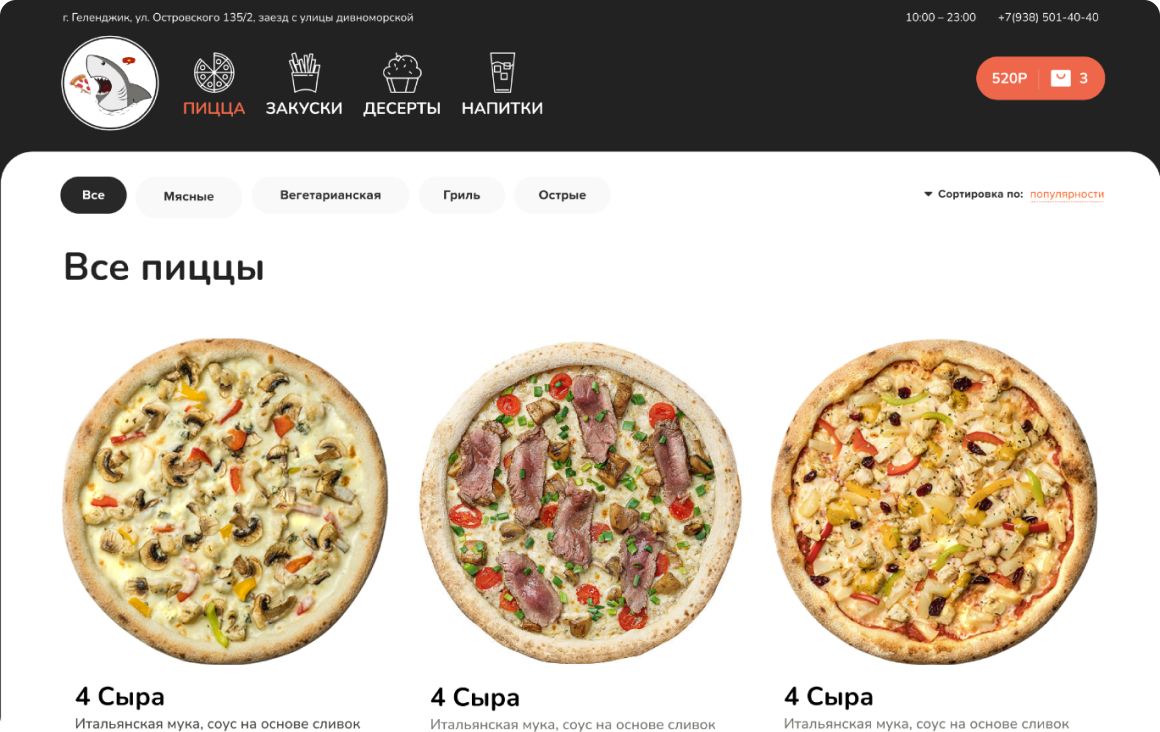 г. Геленджик, ул. Островского 135/2, заезд с улицы дивноморской
10:00 – 23:00 +7(938) 501-40-40
ПИЦЦА ЗАКУСКИ ДЕСЕРТЫ НАПИТКИ
520Р 3
Все Мясные Вегетарианская Гриль Острые
Сортировка по: популярности
Все пиццы
4 Сыра
Итальянская мука, соус на основе сливок
4 Сыра
Итальянская мука, соус на основе сливок
4 Сыра
Итальянская мука, соус на основе сливок